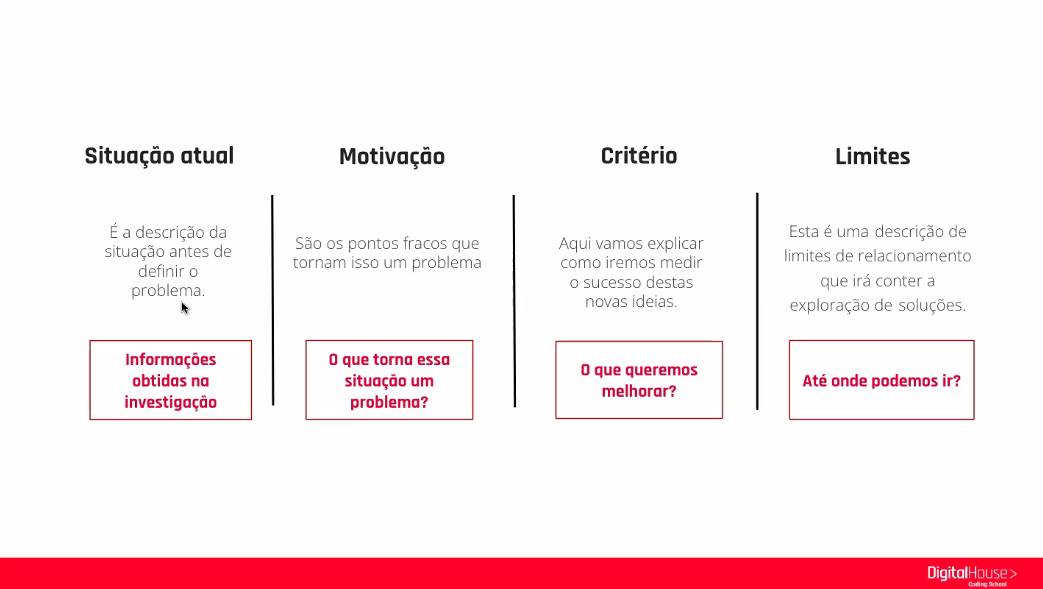 Situação atual
Motivação
Critério
Limites
É a descrição da
situação antes de
definir o
problema.
São os pontos fracos que
tornam isso um problema
Aqui vamos explicar
como iremos medir
o sucesso destas
novas ideias.
Esta é uma descrição de
limites de relacionamento
que irá conter a
exploração de soluções.
Informações
obtidas na
investigação
O que torna essa
situação um
problema?
O que queremos
melhorar?
Até onde podemos ir?
DigitalHouse>
Coding School